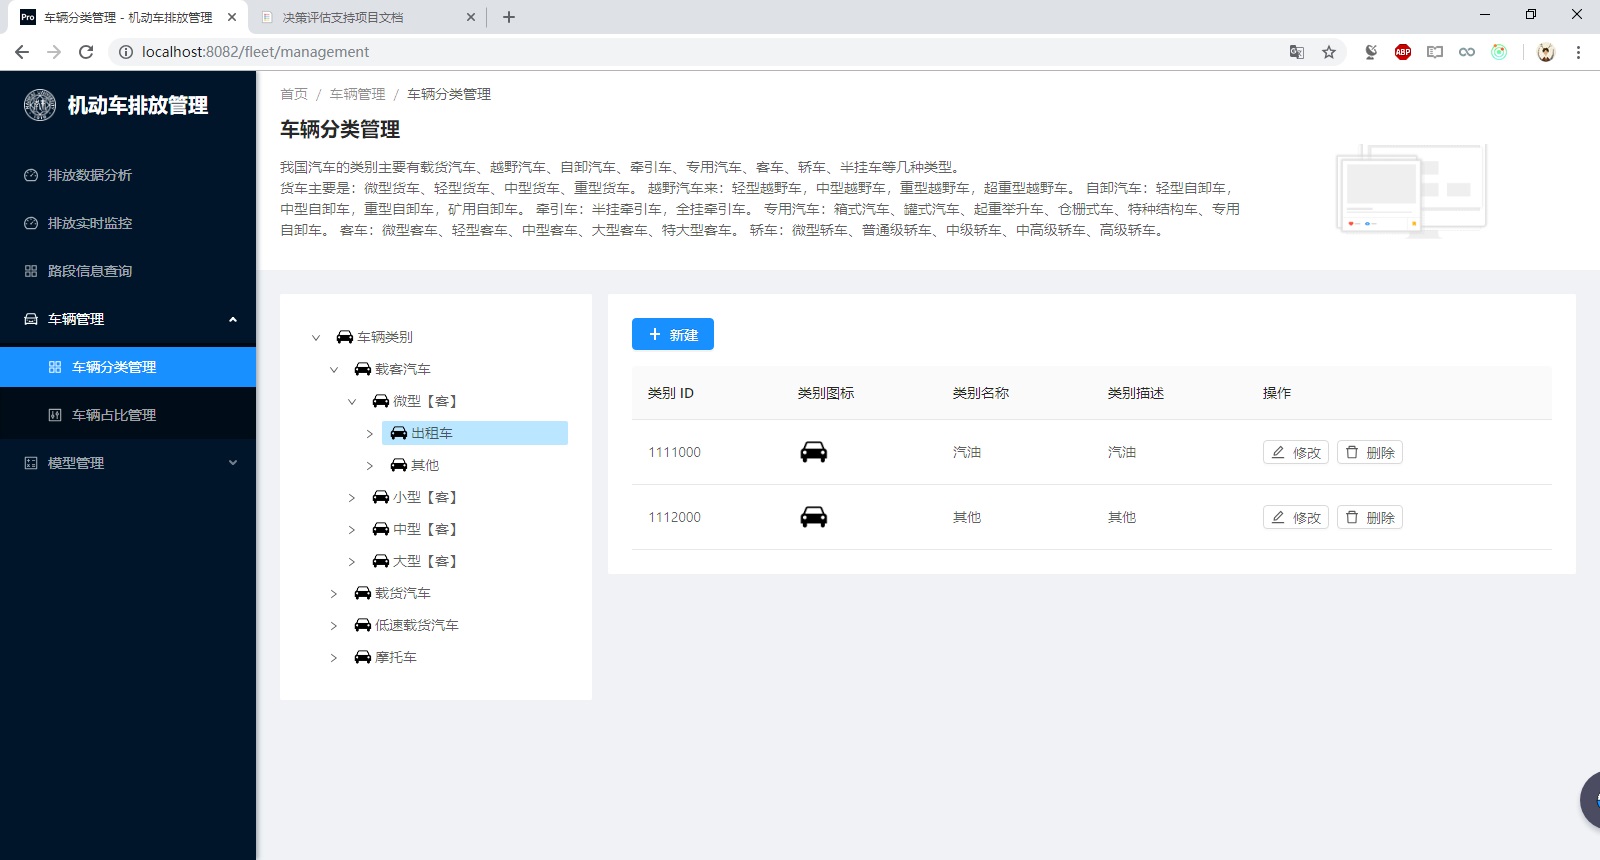 Pro 车辆分类管理 - 机动车排放管理
决策评估支持项目文档
localhost:8082/fleet/management
ABP
机动车排放管理
排放数据分析
排放实时监控
路段信息查询
车辆管理
车辆分类管理
车辆占比管理
模型管理
首页 / 车辆管理 / 车辆分类管理
车辆分类管理
我国汽车的类别主要有载货汽车、越野汽车、自卸汽车、牵引车、专用汽车、客车、轿车、半挂车等几种类型。
货车主要是：微型货车、轻型货车、中型货车、重型货车。 越野汽车来：轻型越野车，中型越野车，重型越野车，超重型越野车。 自卸汽车：轻型自卸车，
中型自卸车，重型自卸车，矿用自卸车。 牵引车：半挂牵引车，全挂牵引车。 专用汽车：箱式汽车、罐式汽车、起重举升车、仓栅式车、特种结构车、专用
自卸车。 客车：微型客车、轻型客车、中型客车、大型客车、特大型客车。 轿车：微型轿车、普通级轿车、中级轿车、中高级轿车、高级轿车。
车辆类别
载客汽车
微型【客】
出租车
其他
小型【客】
中型【客】
大型【客】
载货汽车
低速载货汽车
摩托车
新建
类别 ID 类别图标 类别名称 类别描述 操作
1111000 汽油 汽油 修改 删除
1112000 其他 其他 修改 删除